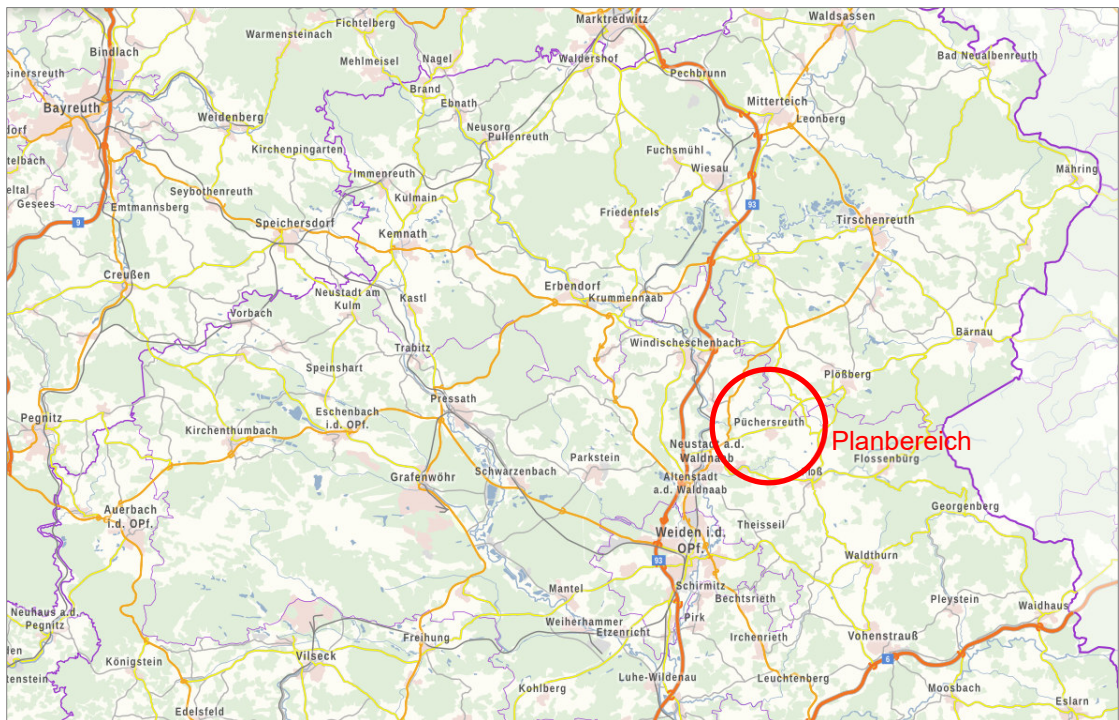 Fichtelberg
Marktredwitz
Waldsassen
Warmensteinach
Bindlach
Mehlmeisel
Nagel
Waldershof
Pechbrunn
Bad Neualbenreuth
einersreuth
Brand
Bayreuth
Ebnath
Mitterteich
Weidenberg
Leonberg
dorf
Neusorg
Pullenreuth
Kirchenpingarten
Fuchsmühl
telbach
Immenreuth
Wiesau
Mähring
eltal
Seybothenreuth
Gesees
Kulmain
Emtmannsberg
93
Friedenfels
Tirschenreuth
9
Speichersdorf
Kemnath
Creußen
Erbendorf
Neustadt am
Kulm
Kastl
Krummennaab
Vorbach
Bärnau
Windischeschenbach
Trabitz
Speinshart
Plößberg
Pressath
Pegnitz
Eschenbach
i.d. OPf.
Püchersreuth
Kirchenthumbach
Planbereich
Neustadt a.d.
Waldnaab
Parkstein
Flossenbürg
Schwarzenbach
Grafenwöhr
Altenstadt
a.d. Waldnaab
loß
Auerbach
i.d. OPf.
Georgenberg
Theisseil
Weiden i.d.
OPf.
Waldthurn
93
Schirmitz
Mantel
Bechtsrieth
Pleystein
Waidhaus
Neuhaus a.d.
Pegnitz
Weiherhammer
Pirk
Etzenricht
Irchenrieth
Vohenstrauß
den
Freihung
Königstein
Vilseck
6
Luhe-Wildenau
Leuchtenberg
tenstein
Kohlberg
Moosbach
Edelsfeld
Eslarn